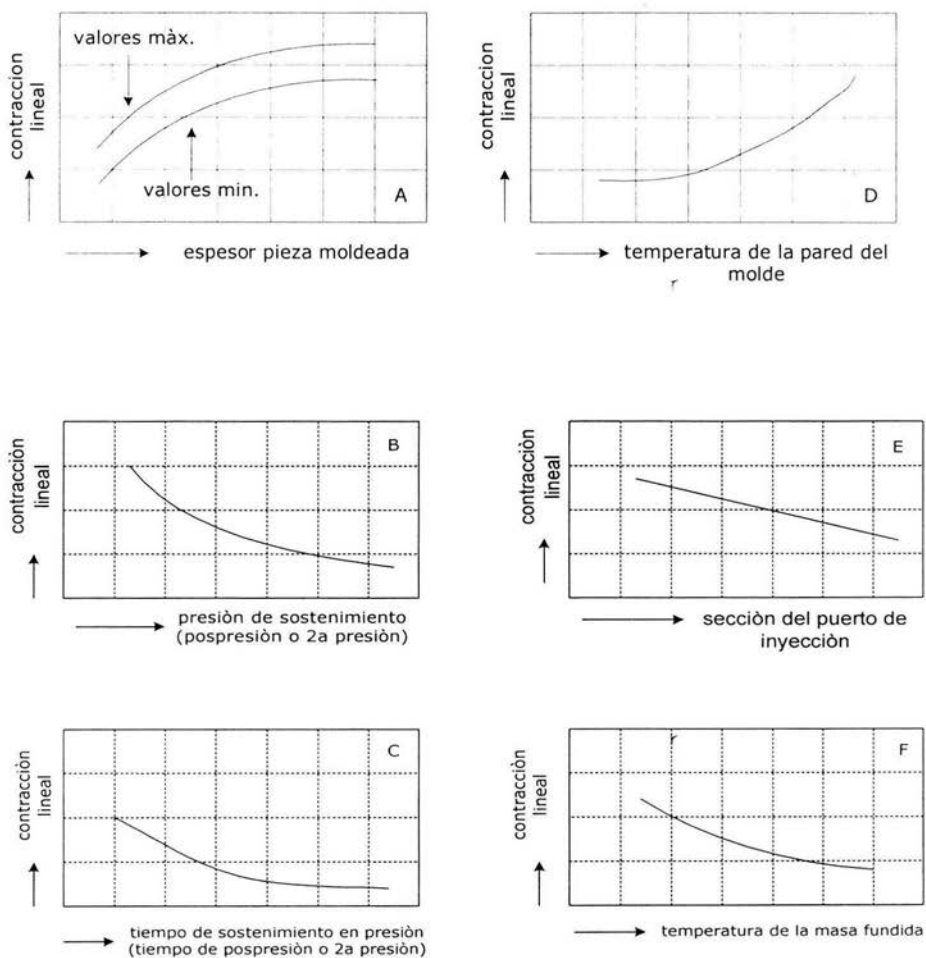 valores màx.
contraccion
lineal
valores min.
A
espesor pieza moldeada
contracciòn
lineal
D
temperatura de la pared del
molde
contracciòn
lineal
B
presiòn de sostenimiento
(pospresiòn o 2a presiòn)
contracciòn
lineal
E
secciòn del puerto de
inyecciòn
contracciòn
lineal
C
tiempo de sostenimiento en presiòn
(tiempo de pospresiòn o 2a presiòn)
contracciòn
lineal
F
temperatura de la masa fundida